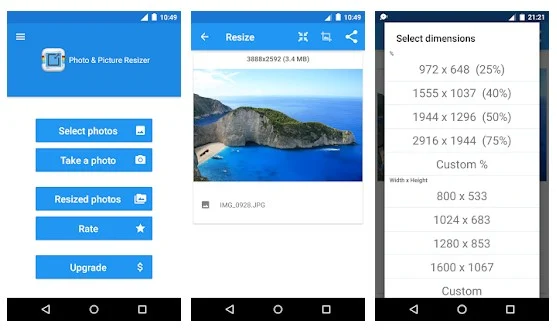 10:49
Photo & Picture Resizer
Select photos
Take a photo
Resized photos
Rate
Upgrade $
10:49
Resize
3888x2592 (3.4 MB)
IMG_0928.JPG
21:21
Select dimensions
%
972 x 648 (25%)
1555 x 1037 (40%)
1944 x 1296 (50%)
2916 x 1944 (75%)
Custom %
Width x Height
800 x 533
1024 x 683
1280 x 853
1600 x 1067
Custom